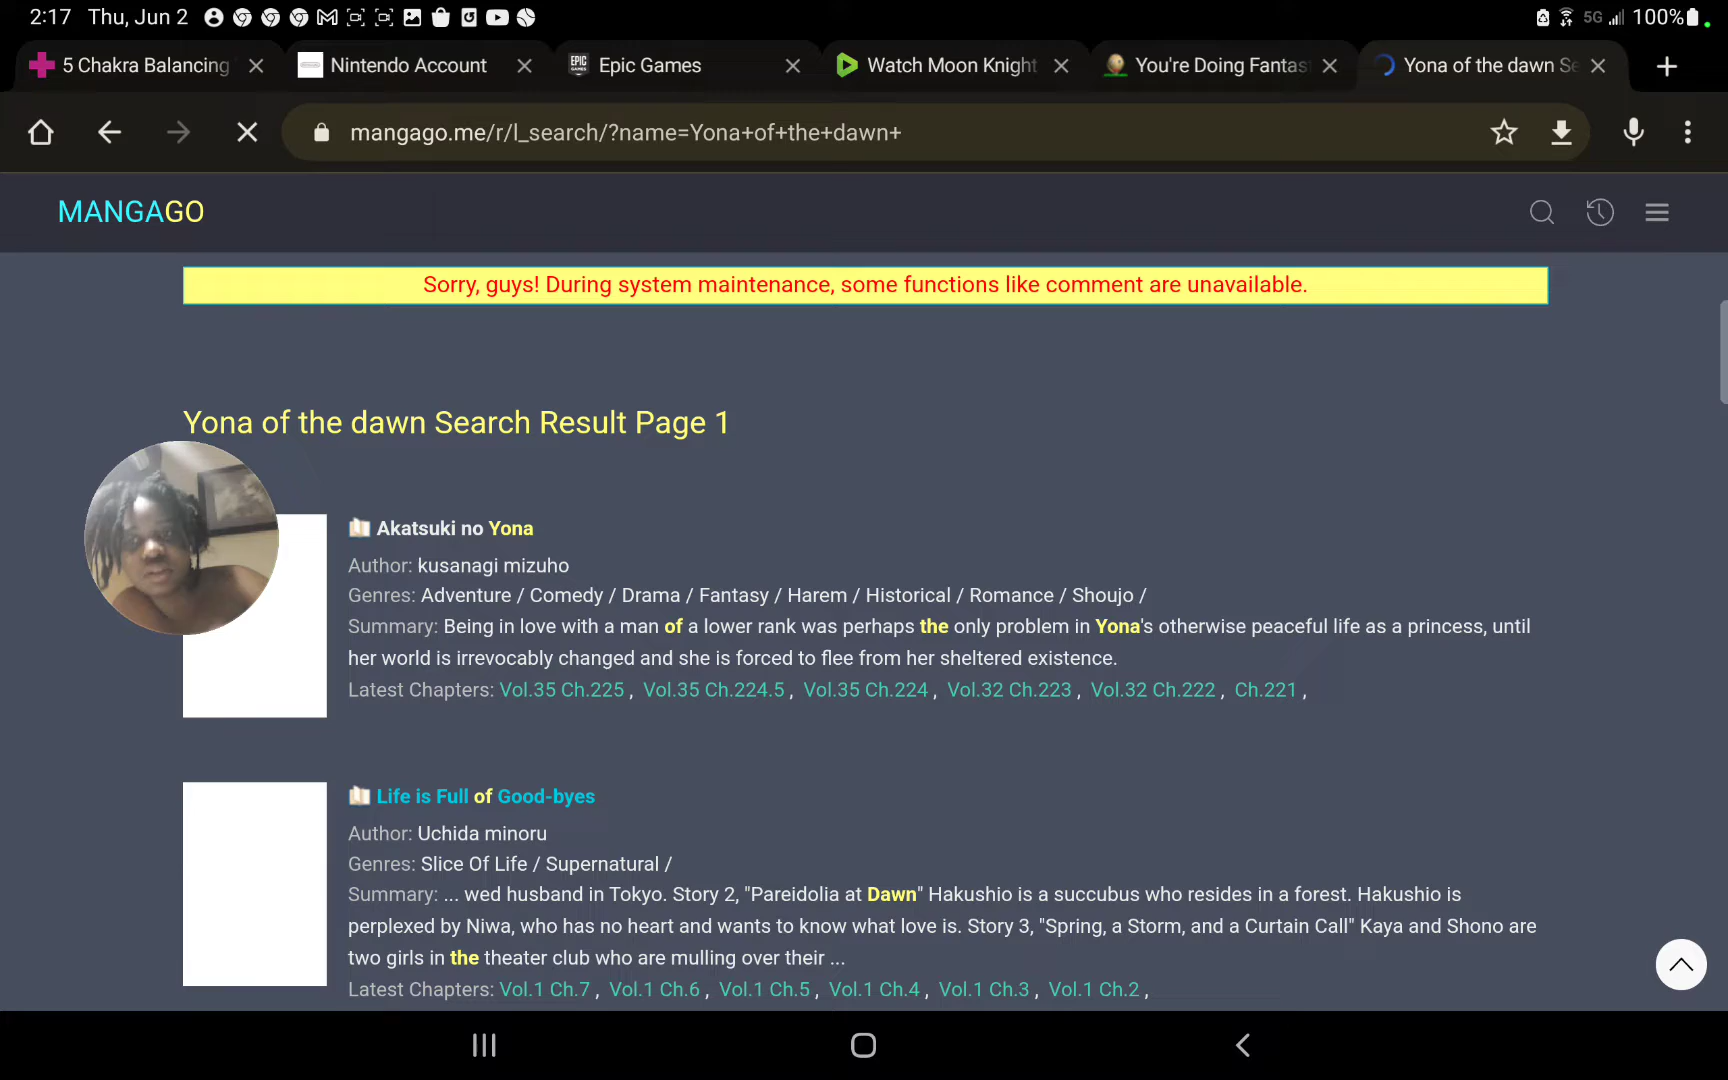 2:17 Thu, Jun 2 5G 100%
5 Chakra Balancing Nintendo Account EPIC GAMES Epic Games Watch Moon Knight You're Doing Fantas Yona of the dawn Se
mangago.me/r/l_search/?name=Yona+of+the+dawn+
MANGAGO
Sorry, guys! During system maintenance, some functions like comment are unavailable.
Yona of the dawn Search Result Page 1
Akatsuki no Yona
Author: kusanagi mizuho
Genres: Adventure / Comedy / Drama / Fantasy / Harem / Historical / Romance / Shoujo /
Summary: Being in love with a man of a lower rank was perhaps the only problem in Yona's otherwise peaceful life as a princess, until
her world is irrevocably changed and she is forced to flee from her sheltered existence.
Latest Chapters: Vol.35 Ch.225 , Vol.35 Ch.224.5 , Vol.35 Ch.224 , Vol.32 Ch.223 , Vol.32 Ch.222 , Ch.221 ,
Life is Full of Good-byes
Author: Uchida minoru
Genres: Slice Of Life / Supernatural /
Summary: ... wed husband in Tokyo. Story 2, "Pareidolia at Dawn" Hakushio is a succubus who resides in a forest. Hakushio is
perplexed by Niwa, who has no heart and wants to know what love is. Story 3, "Spring, a Storm, and a Curtain Call" Kaya and Shono are
two girls in the theater club who are mulling over their ...
Latest Chapters: Vol.1 Ch.7 , Vol.1 Ch.6 , Vol.1 Ch.5 , Vol.1 Ch.4 , Vol.1 Ch.3 , Vol.1 Ch.2 ,